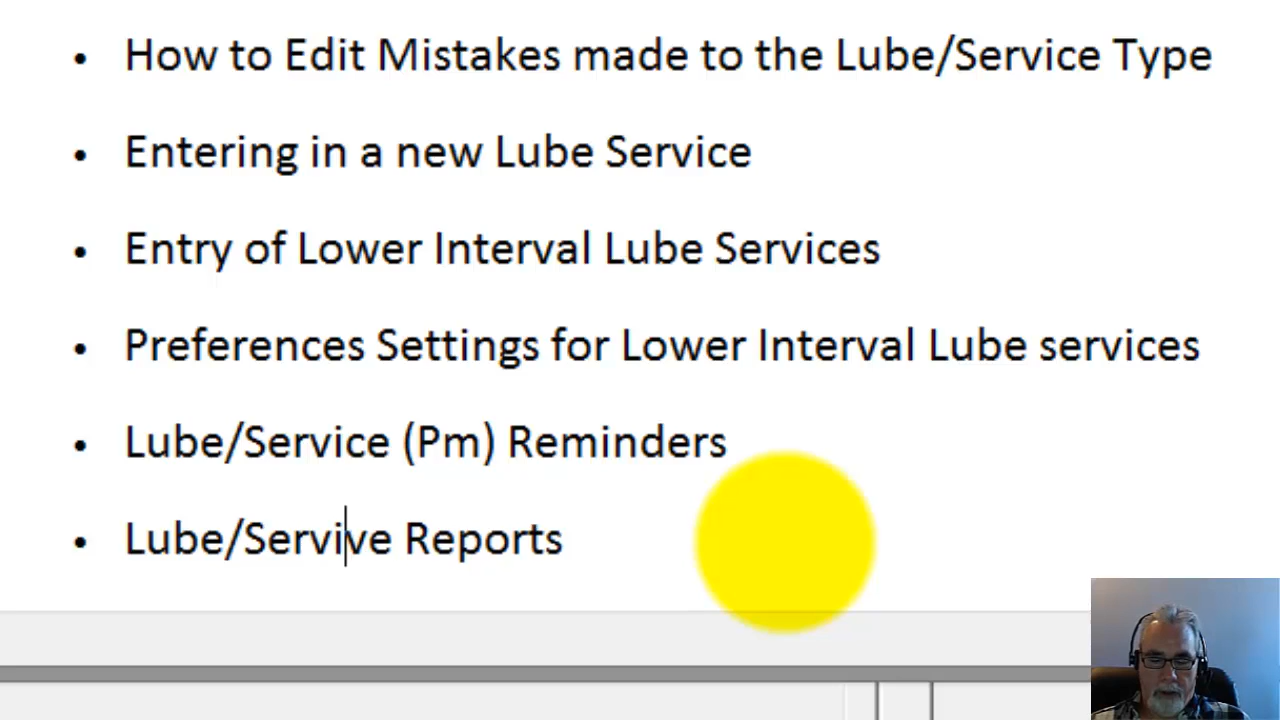 • How to Edit Mistakes made to the Lube/Service Type
• Entering in a new Lube Service
• Entry of Lower Interval Lube Services
• Preferences Settings for Lower Interval Lube services
• Lube/Service (Pm) Reminders
• Lube/Servive Reports